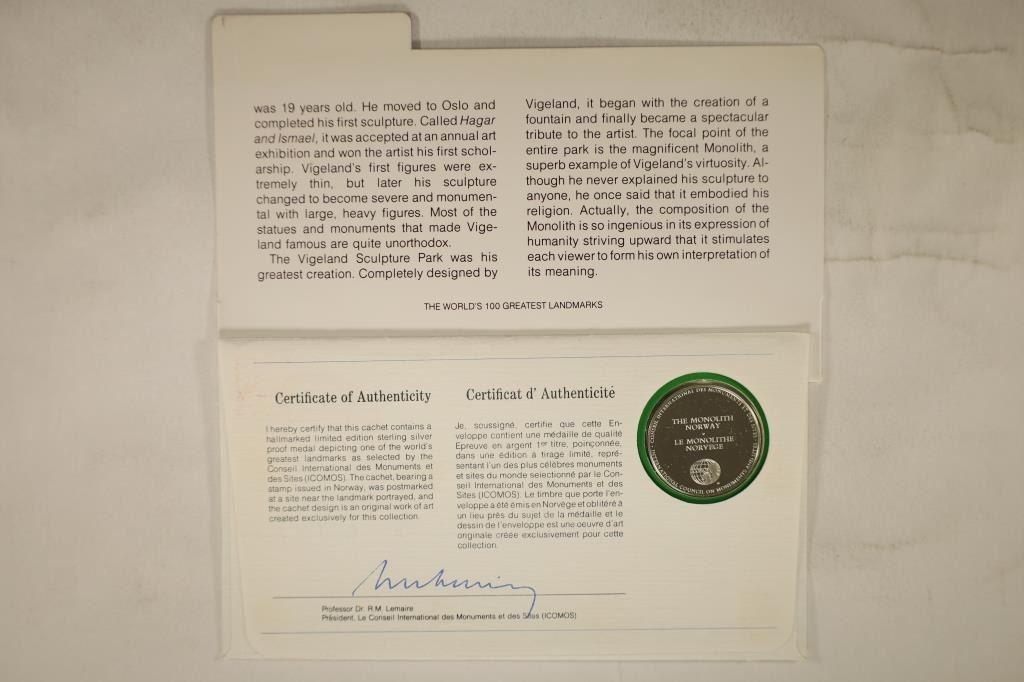 was 19 years old. He moved to Oslo and
completed his first sculpture. Called Hagar
and Ismael, it was accepted at an annual art
exhibition and won the artist his first schol-
arship. Vigeland's first figures were ex-
tremely thin, but later his sculpture
changed to become severe and monumen-
tal with large, heavy figures. Most of the
statues and monuments that made Vige-
land famous are quite unorthodox.
The Vigeland Sculpture Park was his
greatest creation. Completely designed by
Vigeland, it began with the creation of a
fountain and finally became a spectacular
tribute to the artist. The focal point of the
entire park is the magnificent Monolith, a
superb example of Vigeland's virtuosity. Al-
though he never explained his sculpture to
anyone, he once said that it embodied his
religion. Actually, the composition of the
Monolith is so ingenious in its expression of
humanity striving upward that it stimulates
each viewer to form his own interpretation of
its meaning.
THE WORLD'S 100 GREATEST LANDMARKS
Certificate of Authenticity
I hereby certify that this cachet contains a
hallmarked limited edition sterling silver
proof medal depicting one of the world's
greatest landmarks as selected by the
Conseil International des Monuments et
des Sites (ICOMOS). The cachet, bearing a
stamp issued in Norway, was postmarked
at a site near the landmark portrayed, and
the cachet design is an original work of art
created exclusively for this collection.
Certificat d' Authenticité
Je, soussigné, certifie que cette En-
veloppe contient une médaille de qualité
Epreuve en argent 1er titre, poinçonnée,
dans une édition à tirage limité, repré-
sentant l'un des plus célèbres monuments
et sites du monde selectionné par le Con-
seil International des Monuments et des
Sites (ICOMOS). Le timbre que porte l'en-
veloppe a été émis en Norvège et oblitéré à
un lieu près du sujet de la médaille et le
dessin de l'enveloppe est une oeuvre d'art
originale créée exclusivement pour cette
collection.
Professor Dr. R.M. Lemaire
Président, Le Conseil International des Monuments et des Sites (ICOMOS)
CONSEIL INTERNATIONAL DES MONUMENTS ET DES SITES
THE MONOLITH
NORWAY
LE MONOLITHE
NORVÈGE
INTERNATIONAL COUNCIL ON MONUMENTS